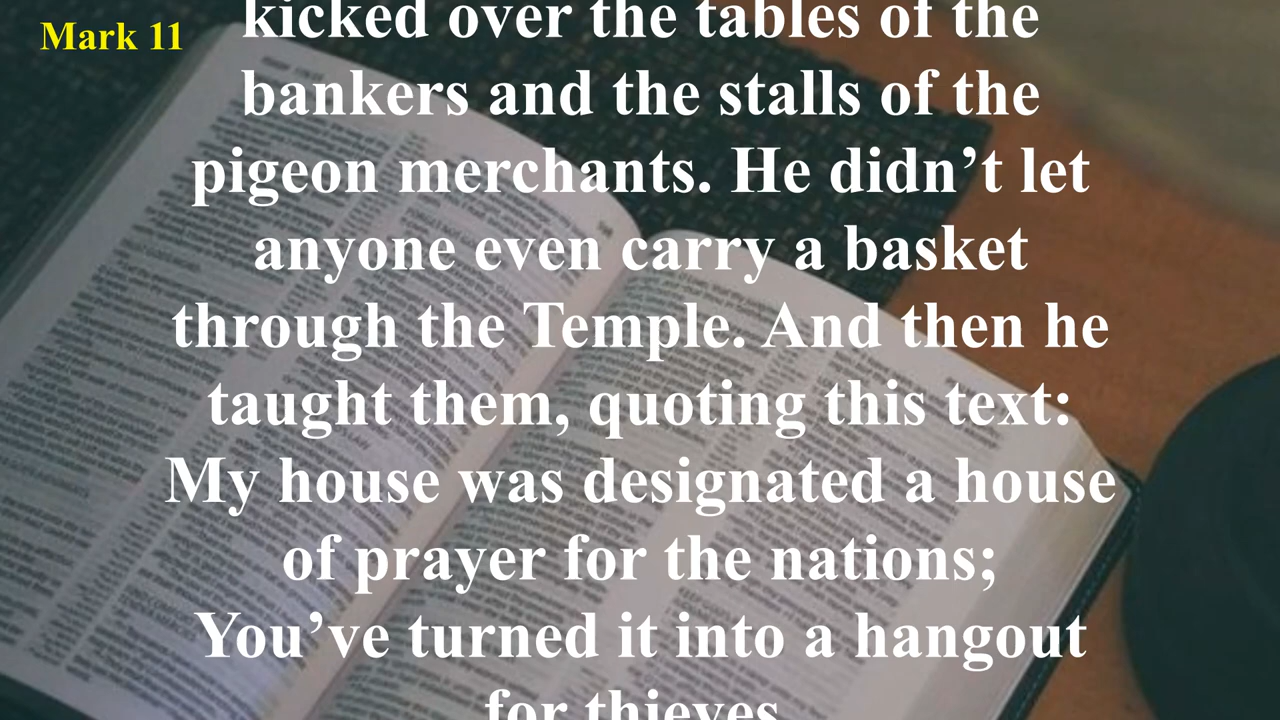 Mark 11
kicked over the tables of the
bankers and the stalls of the
pigeon merchants. He didn’t let
anyone even carry a basket
through the Temple. And then he
taught them, quoting this text:
My house was designated a house
of prayer for the nations;
You’ve turned it into a hangout
for thieves